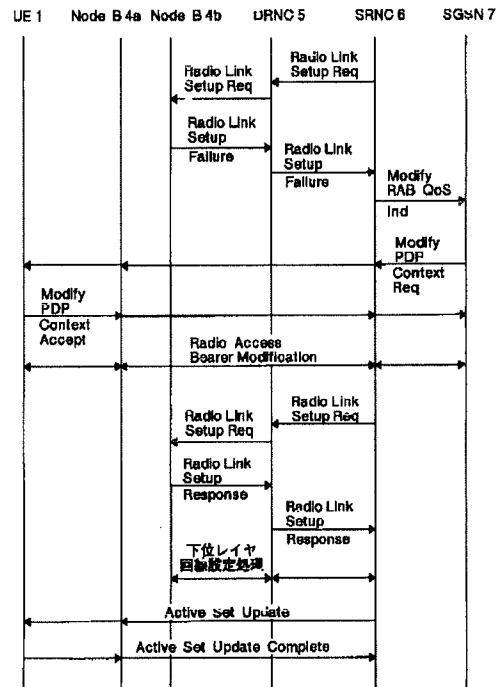 UE 1 Node B 4a Node B 4b DRNC 5 SRNC 6 SGSN 7
Radio Link
Setup Req
Radio Link
Setup Req
Radio Link
Setup
Failure
Radio Link
Setup
Failure
Modify
RAB QoS
Ind
Modify
PDP
Context
Req
Modify
PDP
Context
Accept
Radio Access
Bearer Modification
Radio Link
Setup Req
Radio Link
Setup Req
Radio Link
Setup
Response
Radio Link
Setup
Response
下位レイヤ
回線設定処理
Active Set Update
Active Set Update Complete